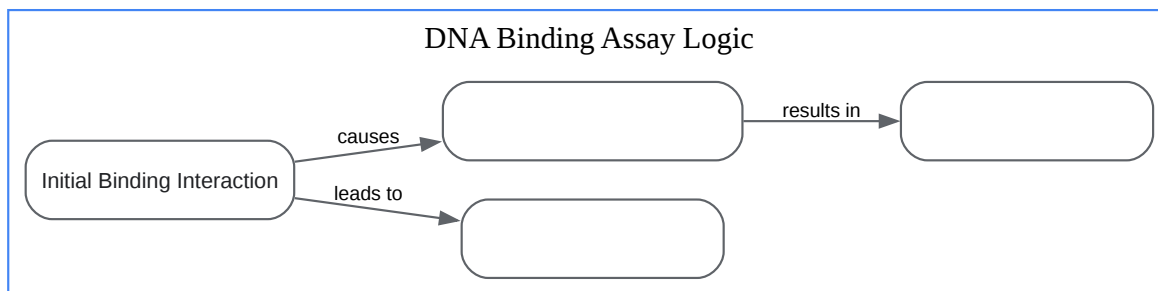 DNA Binding Assay Logic
causes
results in
Initial Binding Interaction
leads to